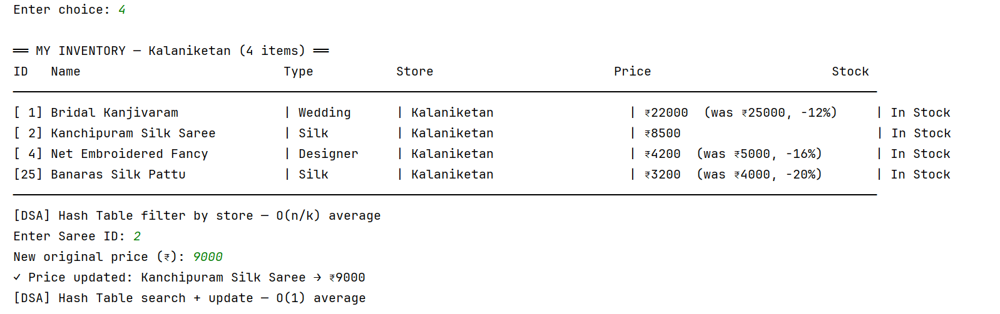 Enter choice: 4
══ MY INVENTORY — Kalaniketan (4 items) ══
ID   Name                           Type           Store                        Price                        Stock
[ 1] Bridal Kanjivaram              | Wedding      | Kalaniketan                  | ₹22000  (was ₹25000, -12%)     | In Stock
[ 2] Kanchipuram Silk Saree         | Silk         | Kalaniketan                  | ₹8500                          | In Stock
[ 4] Net Embroidered Fancy          | Designer     | Kalaniketan                  | ₹4200  (was ₹5000, -16%)       | In Stock
[25] Banaras Silk Pattu             | Silk         | Kalaniketan                  | ₹3200  (was ₹4000, -20%)       | In Stock
[DSA] Hash Table filter by store — O(n/k) average
Enter Saree ID: 2
New original price (₹): 9000
✓ Price updated: Kanchipuram Silk Saree → ₹9000
[DSA] Hash Table search + update — O(1) average